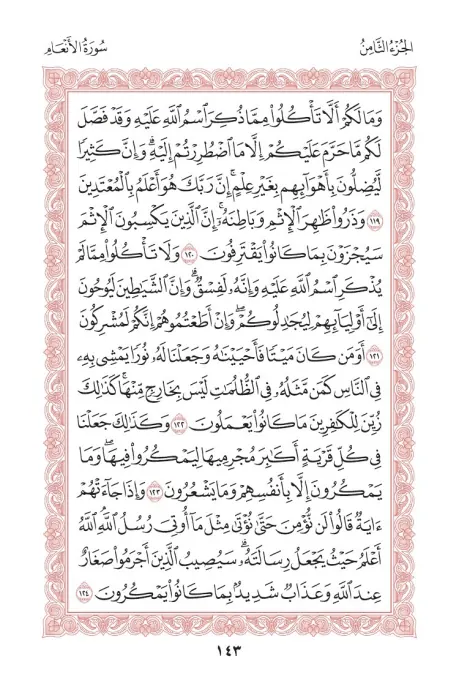 الجُزْءُ الثَّامِنُ سُورَةُ الأَنْعَامِ
وَمَا لَكُمْ أَلَّا تَأْكُلُوا۟ مِمَّا ذُكِرَ ٱسْمُ ٱللَّهِ عَلَيْهِ وَقَدْ فَصَّلَ
لَكُم مَّا حَرَّمَ عَلَيْكُمْ إِلَّا مَا ٱضْطُرِرْتُمْ إِلَيْهِ ۗ وَإِنَّ كَثِيرًا
لَّيُضِلُّونَ بِأَهْوَآئِهِم بِغَيْرِ عِلْمٍ ۗ إِنَّ رَبَّكَ هُوَ أَعْلَمُ بِٱلْمُعْتَدِينَ
١١٩ وَذَرُوا۟ ظَٰهِرَ ٱلْإِثْمِ وَبَاطِنَهُۥٓ ۚ إِنَّ ٱلَّذِينَ يَكْسِبُونَ ٱلْإِثْمَ
سَيُجْزَوْنَ بِمَا كَانُوا۟ يَقْتَرِفُونَ ١٢٠ وَلَا تَأْكُلُوا۟ مِمَّا لَمْ
يُذْكَرِ ٱسْمُ ٱللَّهِ عَلَيْهِ وَإِنَّهُۥ لَفِسْقٌ ۗ وَإِنَّ ٱلشَّيَٰطِينَ لَيُوحُونَ
إِلَىٰٓ أَوْلِيَآئِهِمْ لِيُجَٰدِلُوكُمْ ۖ وَإِنْ أَطَعْتُمُوهُمْ إِنَّكُمْ لَمُشْرِكُونَ
١٢١ أَوَمَن كَانَ مَيْتًا فَأَحْيَيْنَٰهُ وَجَعَلْنَا لَهُۥ نُورًا يَمْشِى بِهِۦ
فِى ٱلنَّاسِ كَمَن مَّثَلُهُۥ فِى ٱلظُّلُمَٰتِ لَيْسَ بِخَارِجٍ مِّنْهَا ۚ كَذَٰلِكَ
زُيِّنَ لِلْكَٰفِرِينَ مَا كَانُوا۟ يَعْمَلُونَ ١٢٢ وَكَذَٰلِكَ جَعَلْنَا
فِى كُلِّ قَرْيَةٍ أَكَٰبِرَ مُجْرِمِيهَا لِيَمْكُرُوا۟ فِيهَا ۖ وَمَا
يَمْكُرُونَ إِلَّا بِأَنفُسِهِمْ وَمَا يَشْعُرُونَ ١٢٣ وَإِذَا جَآءَتْهُمْ
ءَايَةٌ قَالُوا۟ لَن نُّؤْمِنَ حَتَّىٰ نُؤْتَىٰ مِثْلَ مَآ أُوتِىَ رُسُلُ ٱللَّهِ ۘ ٱللَّهُ
أَعْلَمُ حَيْثُ يَجْعَلُ رِسَالَتَهُۥ ۗ سَيُصِيبُ ٱلَّذِينَ أَجْرَمُوا۟ صَغَارٌ
عِندَ ٱللَّهِ وَعَذَابٌ شَدِيدٌۢ بِمَا كَانُوا۟ يَمْكُرُونَ ١٢٤
١٤٣